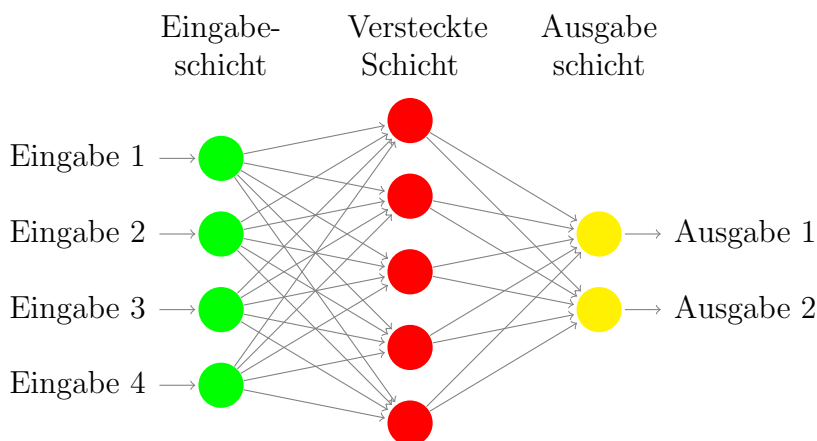 Eingabe-
schicht
Versteckte
Schicht
Ausgabe
schicht
Eingabe 1
Eingabe 2
Eingabe 3
Eingabe 4
Ausgabe 1
Ausgabe 2